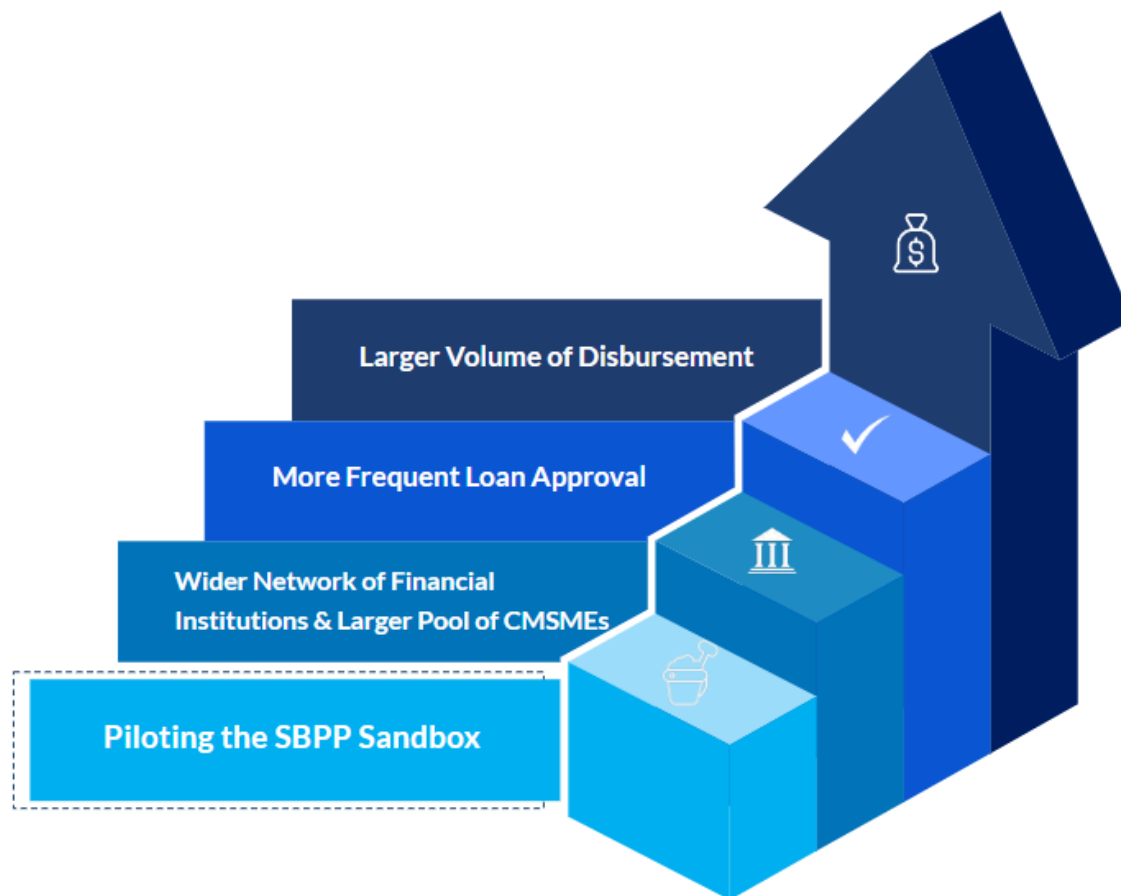 Larger Volume of Disbursement
More Frequent Loan Approval
Wider Network of Financial
Institutions & Larger Pool of CMSMEs
Piloting the SBPP Sandbox
$